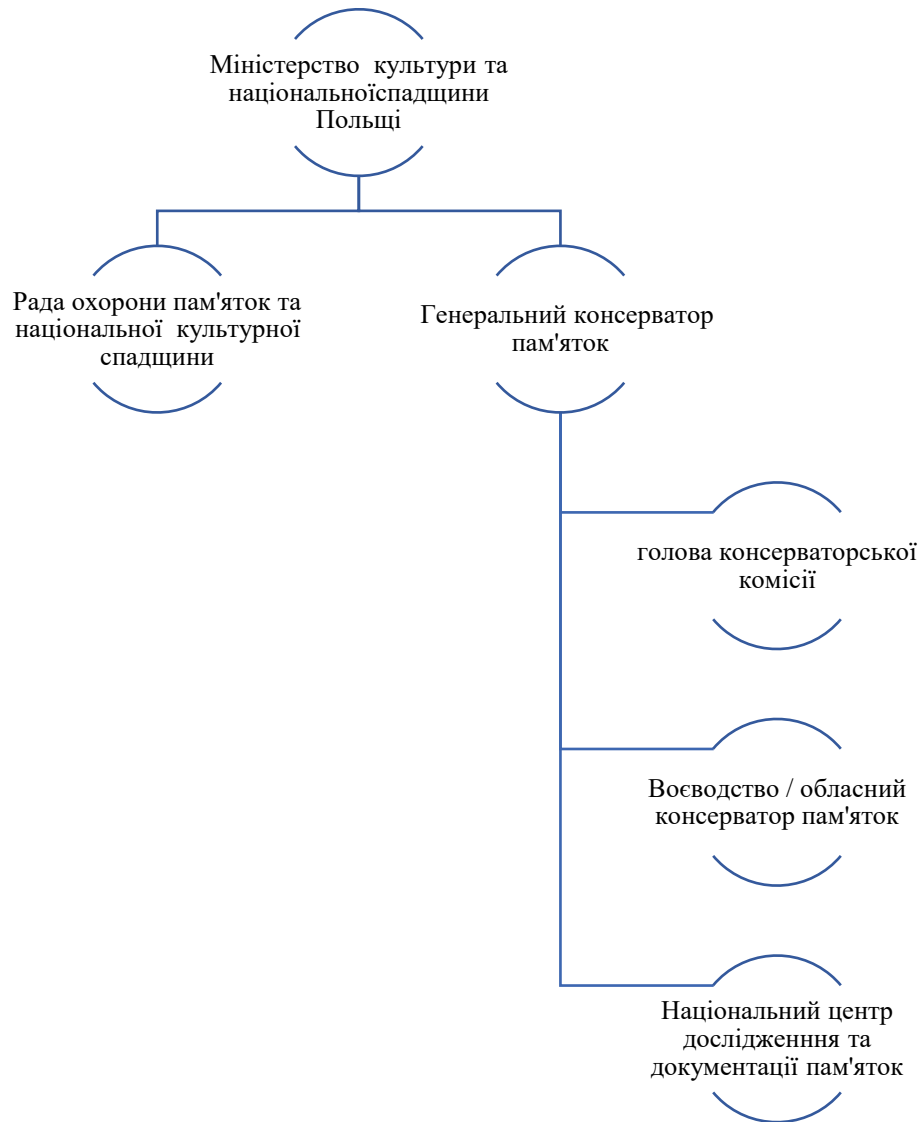 Міністерство культури та
національноїспадщини
Польщі
Рада охорони пам'яток та
національної культурної
спадщини
Генеральний консерватор
пам'яток
голова консерваторської
комісії
Воєводство / обласний
консерватор пам'яток
Національний центр
дослідженння та
документації пам'яток